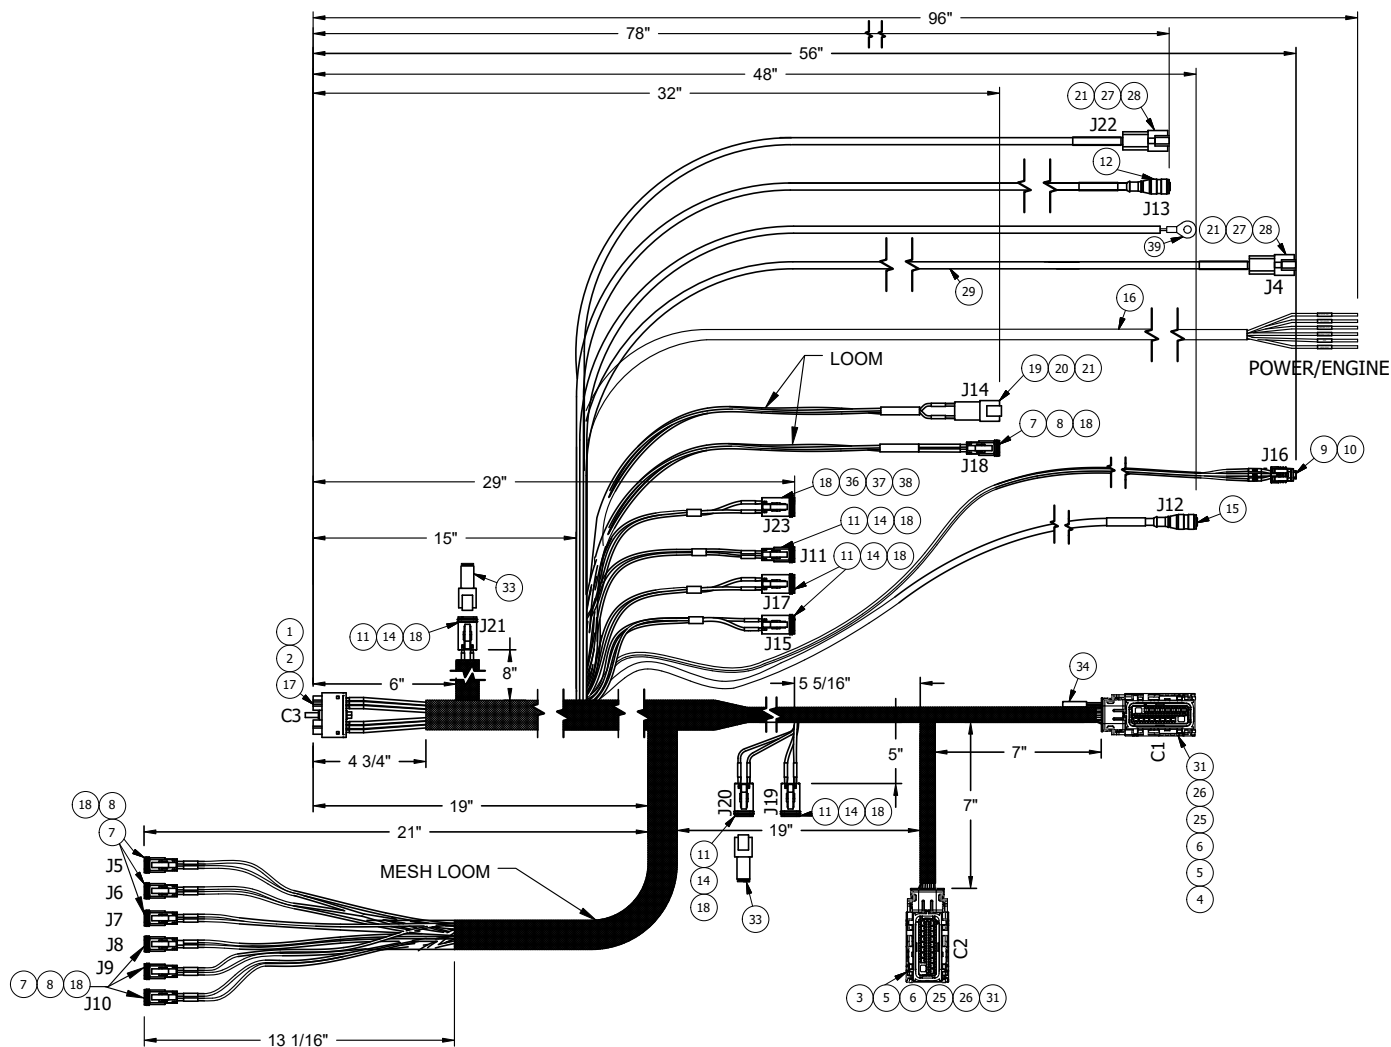 96"
78"
56"
48"
32"
21 27 28
J22
12
J13
39 21 27 28
J4
29
16
POWER/ENGINE
LOOM
J14
19 20 21
J18
7 8 18
J16
9 10
29"
18 36 37 38
J23
J12
15
15"
11 14 18
J11
11 14 18
J17
J15
33
J21
11 14 18
8"
1
2
17
C3
6"
34
5 5/16"
4 3/4"
5"
7"
C1
31
26
25
6
5
4
7"
19"
J20
J19
11 14 18
19"
11
14
18
33
18 8
7
21"
MESH LOOM
J5
J6
J7
J8
J9
J10
7 8 18
C2
3 5 6 25 26 31
13 1/16"